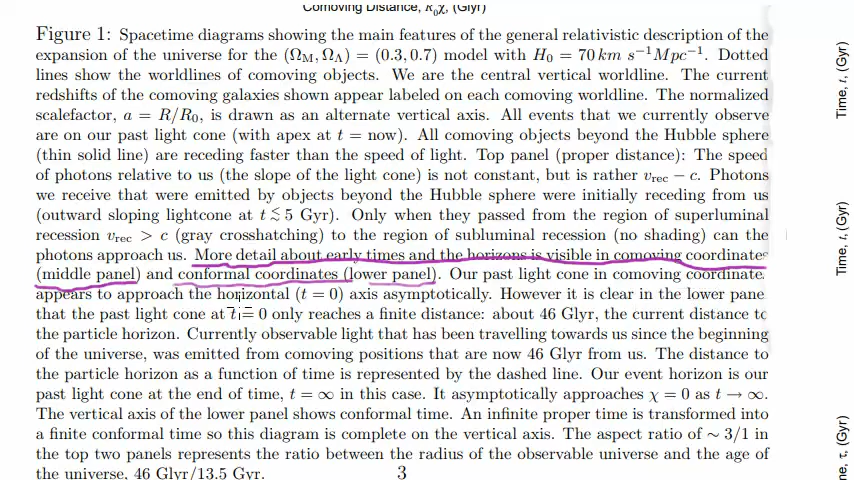 Comoving Distance, R₀χ, (Glyr)
Figure 1: Spacetime diagrams showing the main features of the general relativistic description of the
expansion of the universe for the (Ω_M, Ω_Λ) = (0.3, 0.7) model with H₀ = 70 km s⁻¹Mpc⁻¹. Dotted
lines show the worldlines of comoving objects. We are the central vertical worldline. The current
redshifts of the comoving galaxies shown appear labeled on each comoving worldline. The normalized
scalefactor, a = R/R₀, is drawn as an alternate vertical axis. All events that we currently observe
are on our past light cone (with apex at t = now). All comoving objects beyond the Hubble sphere
(thin solid line) are receding faster than the speed of light. Top panel (proper distance): The speed
of photons relative to us (the slope of the light cone) is not constant, but is rather v_rec − c. Photons
we receive that were emitted by objects beyond the Hubble sphere were initially receding from us
(outward sloping lightcone at t ≲ 5 Gyr). Only when they passed from the region of superluminal
recession v_rec > c (gray crosshatching) to the region of subluminal recession (no shading) can the
photons approach us. More detail about early times and the horizons is visible in comoving coordinate
(middle panel) and conformal coordinates (lower panel). Our past light cone in comoving coordinate
appears to approach the horizontal (t = 0) axis asymptotically. However it is clear in the lower pane
that the past light cone at t = 0 only reaches a finite distance: about 46 Glyr, the current distance to
the particle horizon. Currently observable light that has been travelling towards us since the beginning
of the universe, was emitted from comoving positions that are now 46 Glyr from us. The distance to
the particle horizon as a function of time is represented by the dashed line. Our event horizon is our
past light cone at the end of time, t = ∞ in this case. It asymptotically approaches χ = 0 as t → ∞.
The vertical axis of the lower panel shows conformal time. An infinite proper time is transformed into
a finite conformal time so this diagram is complete on the vertical axis. The aspect ratio of ∼ 3/1 in
the top two panels represents the ratio between the radius of the observable universe and the age of
the universe, 46 Glyr/13.5 Gyr.
3
Time, t, (Gyr)
Time, t, (Gyr)
ne, τ, (Gyr)